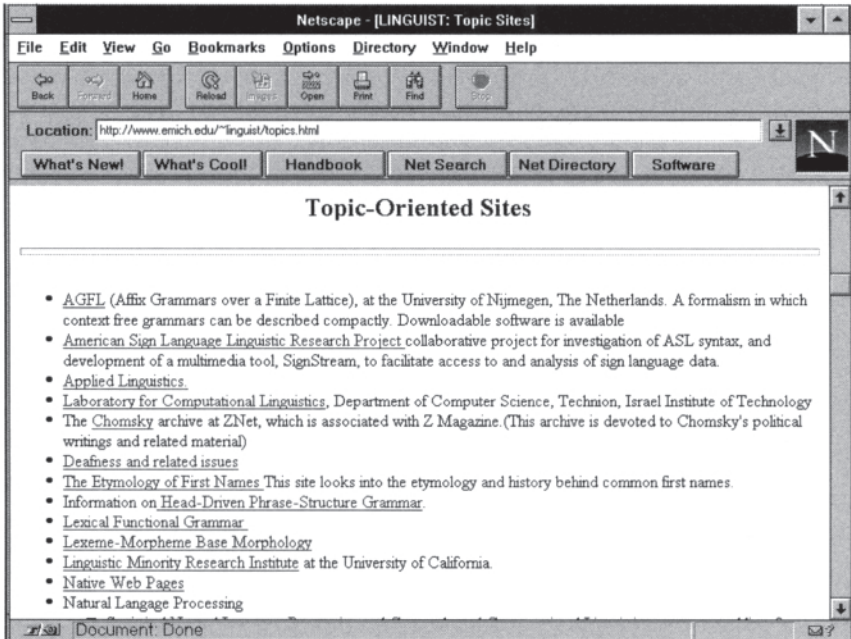 Netscape - [LINGUIST: Topic Sites]
File Edit View Go Bookmarks Options Directory Window Help
Back Forward Home Reload Images Open Print Find Stop
Location: http://www.emich.edu/~linguist/topics.html
N
What's New! What's Cool! Handbook Net Search Net Directory Software
Topic-Oriented Sites
• AGFL (Affix Grammars over a Finite Lattice), at the University of Nijmegen, The Netherlands. A formalism in which
context free grammars can be described compactly. Downloadable software is available
• American Sign Language Linguistic Research Project collaborative project for investigation of ASL syntax, and
development of a multimedia tool, SignStream, to facilitate access to and analysis of sign language data.
• Applied Linguistics.
• Laboratory for Computational Linguistics, Department of Computer Science, Technion, Israel Institute of Technology
• The Chomsky archive at ZNet, which is associated with Z Magazine.(This archive is devoted to Chomsky's political
writings and related material)
• Deafness and related issues
• The Etymology of First Names This site looks into the etymology and history behind common first names.
• Information on Head-Driven Phrase-Structure Grammar.
• Lexical Functional Grammar
• Lexeme-Morpheme Base Morphology
• Linguistic Minority Research Institute at the University of California.
• Native Web Pages
• Natural Langage Processing
Document: Done